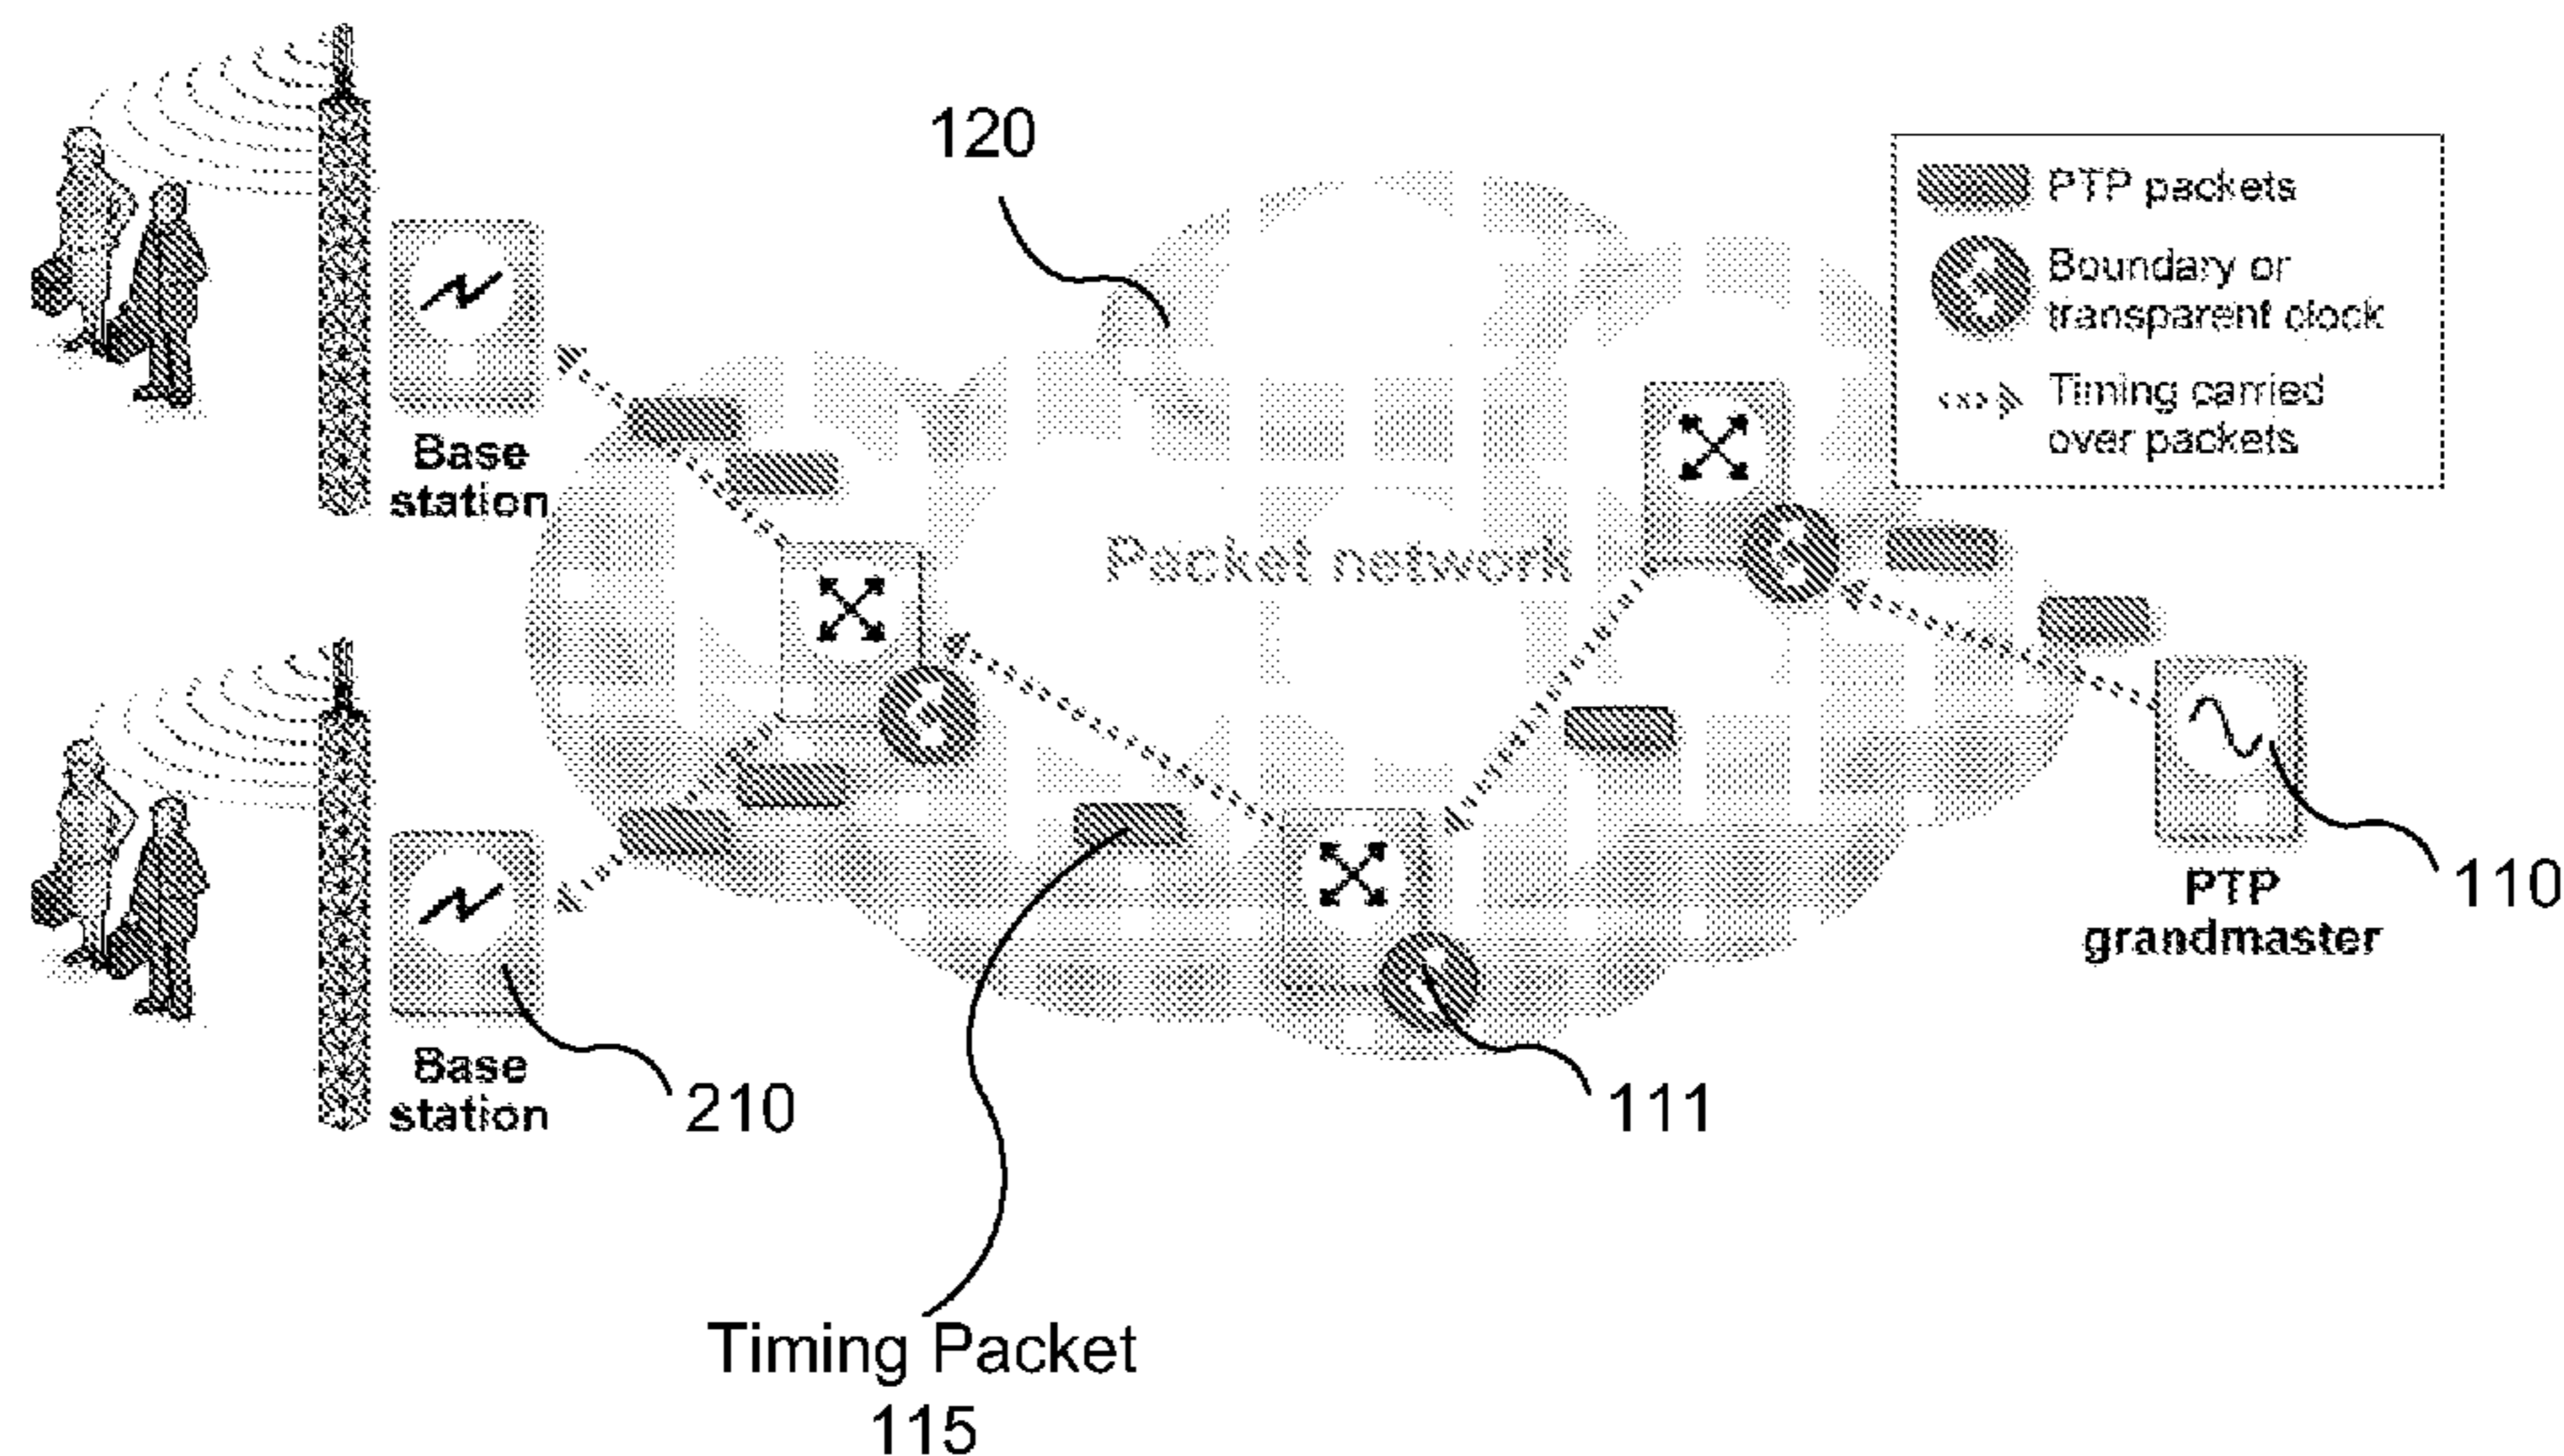 120
PTP packets
Boundary or
transparent clock
Timing carried
over packets
Base
station
Packet network
110
PTP
grandmaster
Base
station
210
111
Timing Packet
115